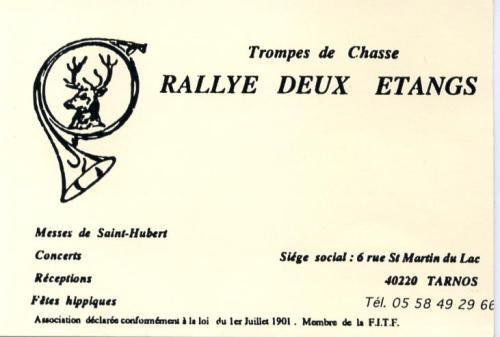 Trompes de Chasse
RALLYE DEUX ETANGS
Messes de Saint-Hubert
Concerts
Siége social : 6 rue St Martin du Lac
Réceptions
40220 TARNOS
Fêtes hippiques
Tél. 05 58 49 29 66
Association déclarée conformément à la loi du 1er Juillet 1901 . Membre de la F.I.T.F.